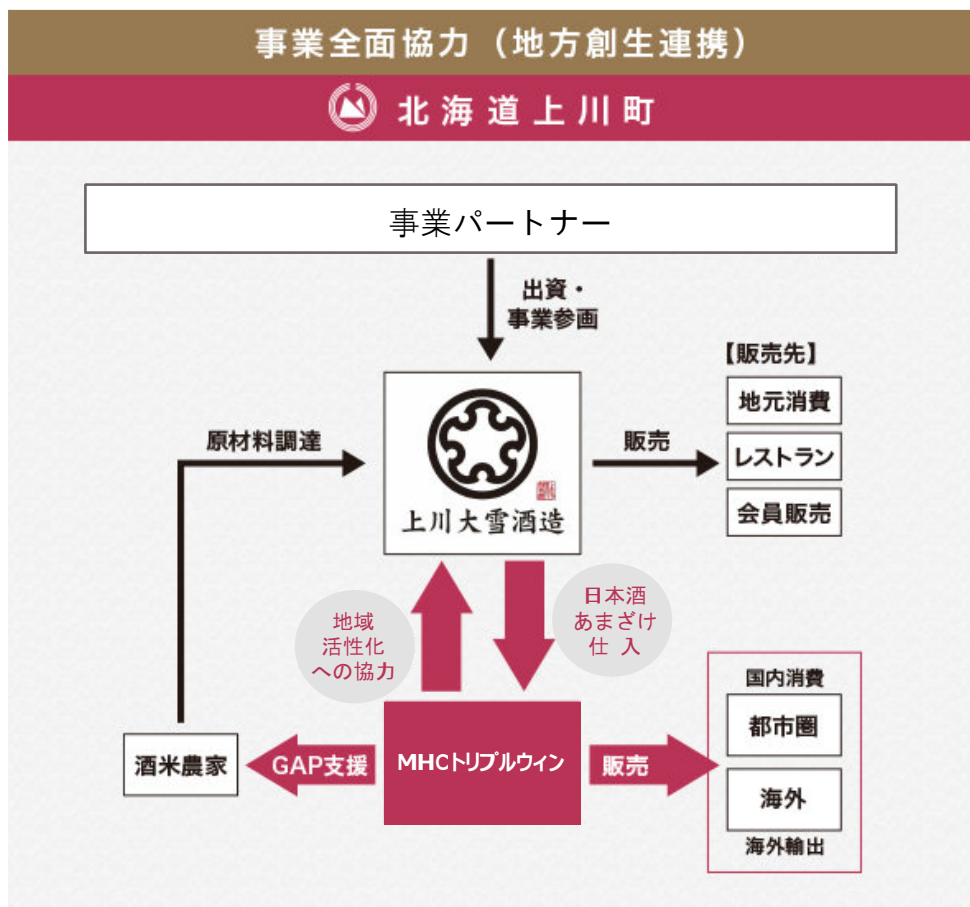 事業全面協力（地方創生連携）
北海道上川町
事業パートナー
出資・
事業参画
【販売先】
地元消費
レストラン
会員販売
原材料調達
販売
上川大雪酒造
地域
活性化
への協力
日本酒
あまざけ
仕 入
国内消費
都市圏
海外
海外輸出
酒米農家
GAP支援
MHCトリプルウィン
販売